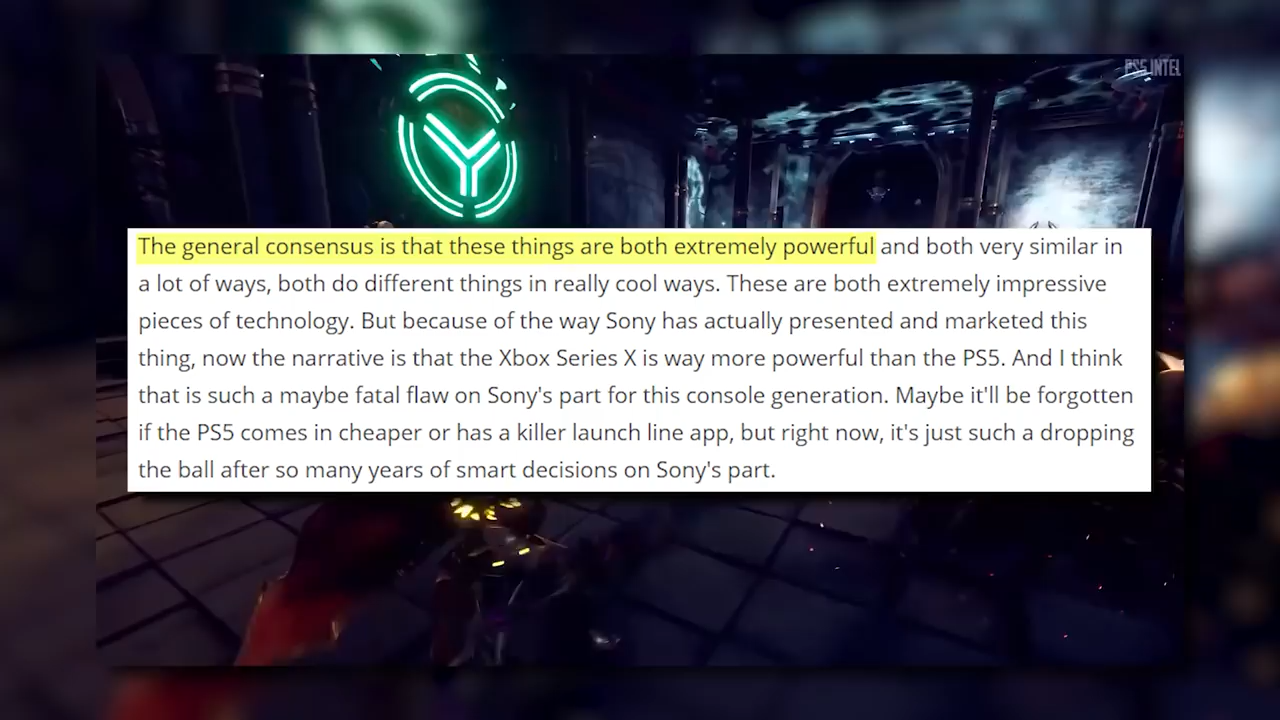 PS5 INTEL
The general consensus is that these things are both extremely powerful and both very similar in
a lot of ways, both do different things in really cool ways. These are both extremely impressive
pieces of technology. But because of the way Sony has actually presented and marketed this
thing, now the narrative is that the Xbox Series X is way more powerful than the PS5. And I think
that is such a maybe fatal flaw on Sony's part for this console generation. Maybe it'll be forgotten
if the PS5 comes in cheaper or has a killer launch line app, but right now, it's just such a dropping
the ball after so many years of smart decisions on Sony's part.